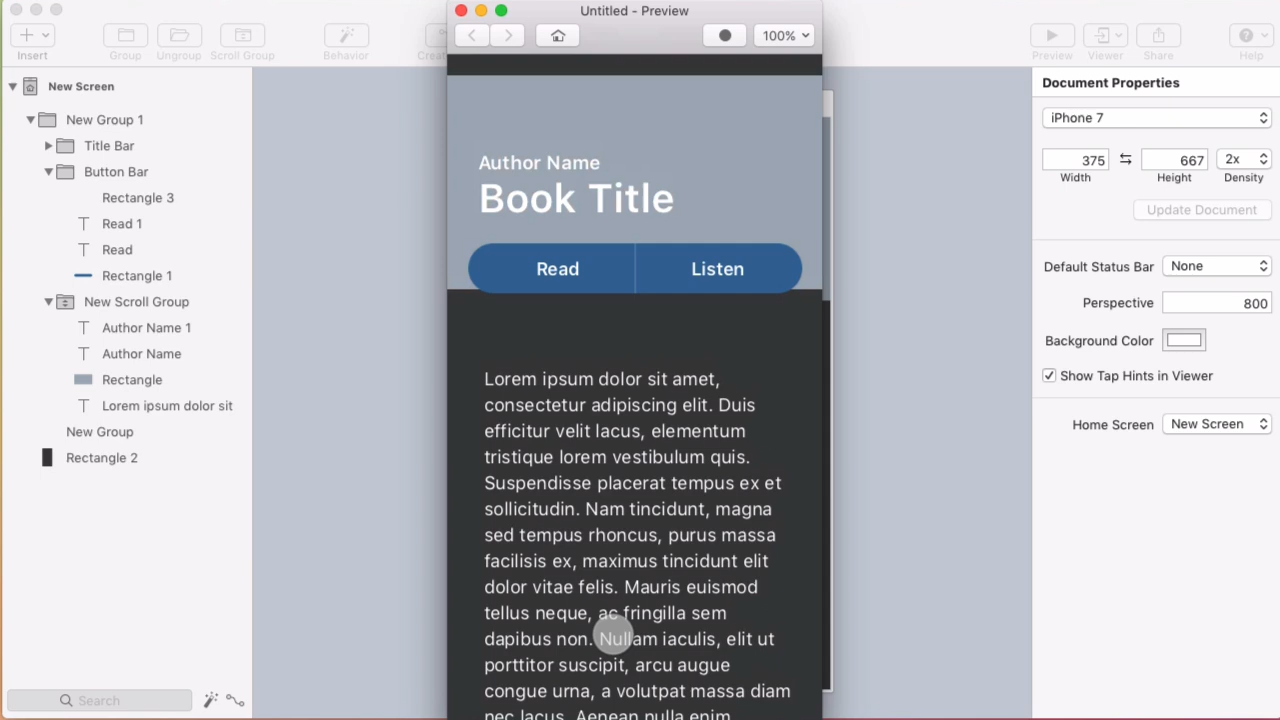 Untitled - Preview
100%
Insert
Group
Ungroup
Scroll Group
Behavior
Preview
Viewer
Share
Help
New Screen
New Group 1
Title Bar
Button Bar
Rectangle 3
Read 1
Read
Rectangle 1
New Scroll Group
Author Name 1
Author Name
Rectangle
Lorem ipsum dolor sit
New Group
Rectangle 2
Search
Author Name
Book Title
Read
Listen
Lorem ipsum dolor sit amet,
consectetur adipiscing elit. Duis
efficitur velit lacus, elementum
tristique lorem vestibulum quis.
Suspendisse placerat tempus ex et
sollicitudin. Nam tincidunt, magna
sed tempus rhoncus, purus massa
facilisis ex, maximus tincidunt elit
dolor vitae felis. Mauris euismod
tellus neque, ac fringilla sem
dapibus non. Nullam iaculis, elit ut
porttitor suscipit, arcu augue
congue urna, a volutpat massa diam
nec lacus. Aenean nulla enim
Document Properties
iPhone 7
375
667
2x
Width
Height
Density
Update Document
Default Status Bar
None
Perspective
800
Background Color
Show Tap Hints in Viewer
Home Screen
New Screen